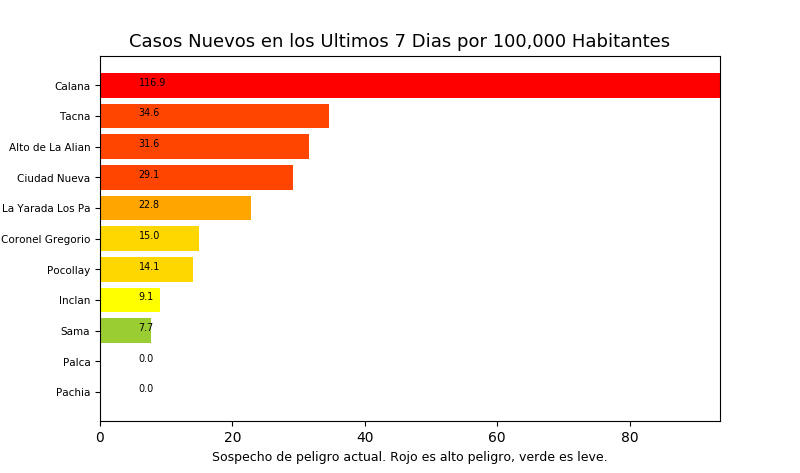 Casos Nuevos en los Ultimos 7 Dias por 100,000 Habitantes
Calana 116.9
Tacna 34.6
Alto de La Alian 31.6
Ciudad Nueva 29.1
La Yarada Los Pa 22.8
Coronel Gregorio 15.0
Pocollay 14.1
Inclan 9.1
Sama 7.7
Palca 0.0
Pachia 0.0
0 20 40 60 80
Sospecho de peligro actual. Rojo es alto peligro, verde es leve.